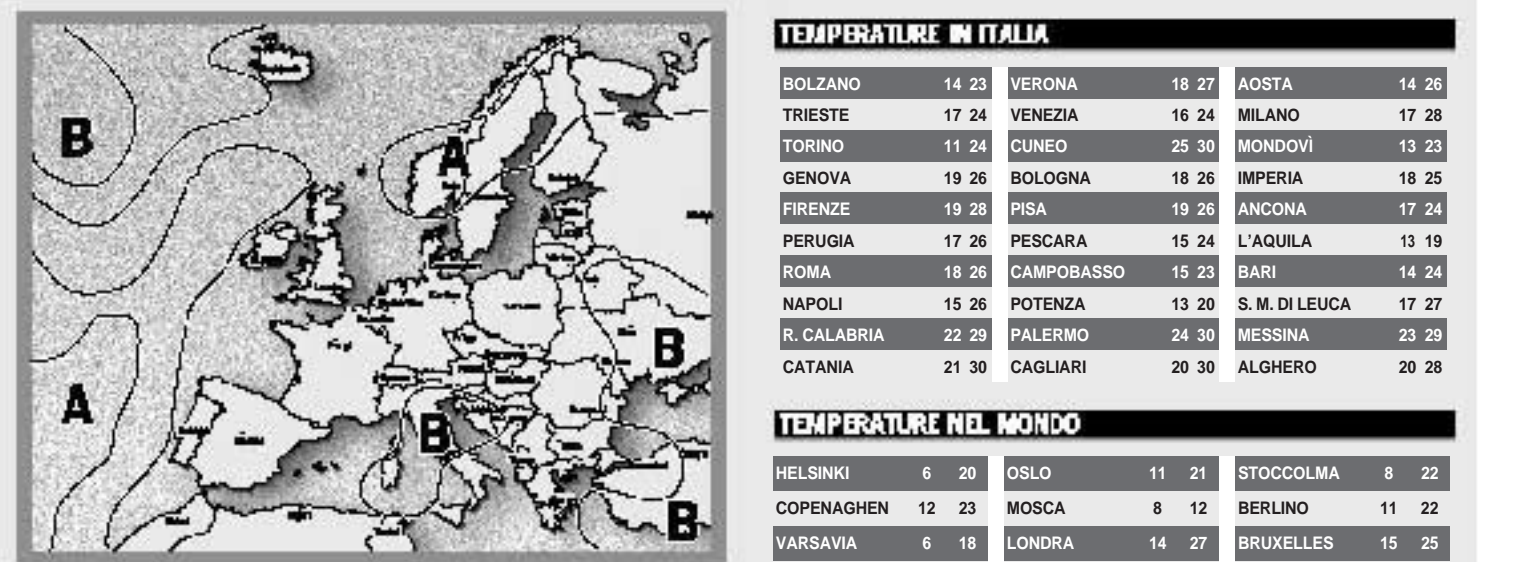 B
A
A
B
B
B
TEMPERATURE IN ITALIA
BOLZANO 14 23 VERONA 18 27 AOSTA 14 26
TRIESTE 17 24 VENEZIA 16 24 MILANO 17 28
TORINO 11 24 CUNEO 25 30 MONDOVÌ 13 23
GENOVA 19 26 BOLOGNA 18 26 IMPERIA 18 25
FIRENZE 19 28 PISA 19 26 ANCONA 17 24
PERUGIA 17 26 PESCARA 15 24 L’AQUILA 13 19
ROMA 18 26 CAMPOBASSO 15 23 BARI 14 24
NAPOLI 15 26 POTENZA 13 20 S. M. DI LEUCA 17 27
R. CALABRIA 22 29 PALERMO 24 30 MESSINA 23 29
CATANIA 21 30 CAGLIARI 20 30 ALGHERO 20 28
TEMPERATURE NEL MONDO
HELSINKI 6 20 OSLO 11 21 STOCCOLMA 8 22
COPENAGHEN 12 23 MOSCA 8 12 BERLINO 11 22
VARSAVIA 6 18 LONDRA 14 27 BRUXELLES 15 25